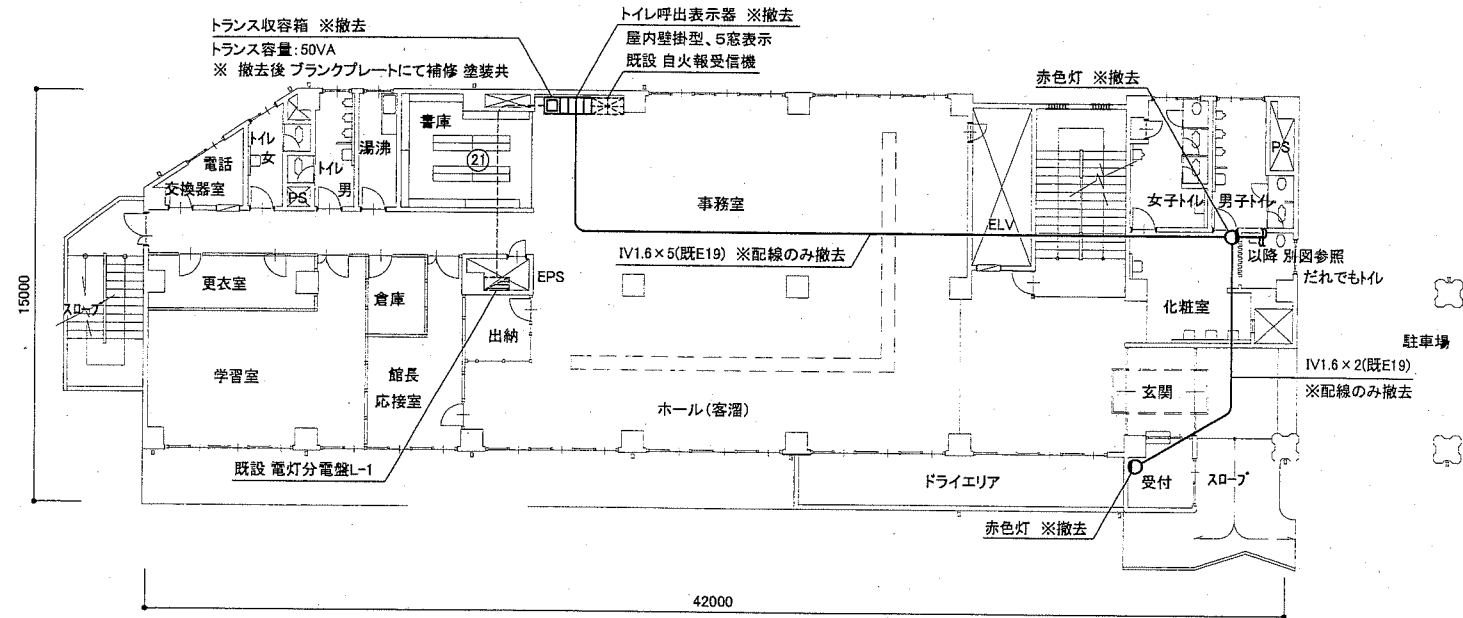 トランス収容箱 ※撤去
トランス容量:50VA
※ 撤去後 ブランクプレートにて補修 塗装共
トイレ呼出表示器 ※撤去
屋内壁掛型、5窓表示
既設 自火報受信機
赤色灯 ※撤去
書庫
21
電話
交換器室
トイレ
女
PS
トイレ
男
湯沸
事務室
ELV
女子トイレ
男子トイレ
PS
IV1.6×5(既E19) ※配線のみ撤去
以降 別図参照
だれでもトイレ
15000
スロープ
更衣室
倉庫
EPS
出納
化粧室
駐車場
学習室
館長
応接室
ホール(客溜)
玄関
IV1.6×2(既E19)
※配線のみ撤去
既設 電灯分電盤L-1
ドライエリア
受付
スロープ
赤色灯 ※撤去
42000